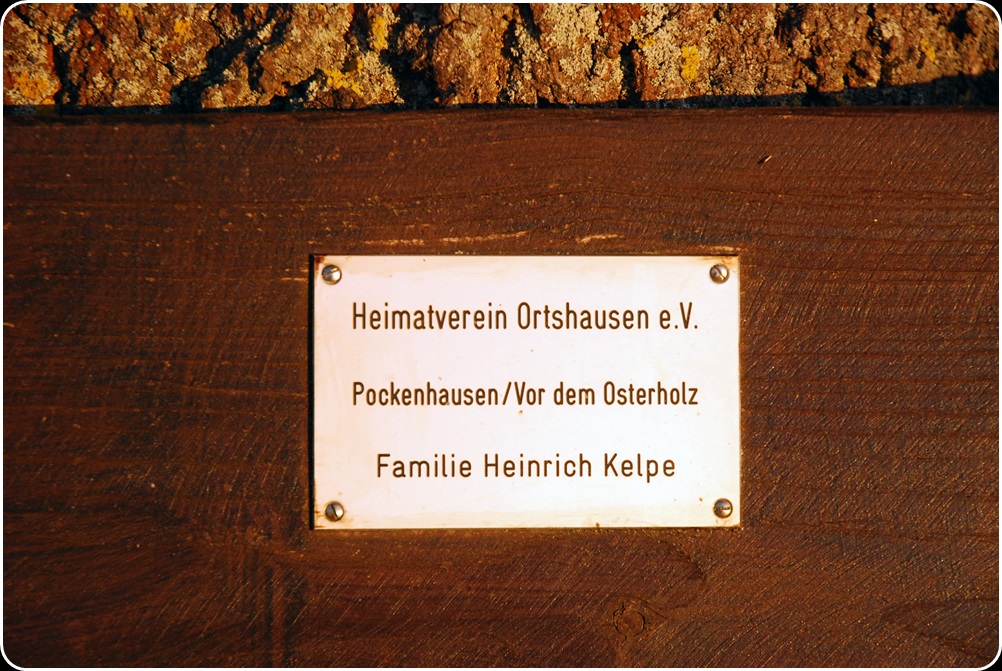 Heimatverein Ortshausen e.V.
Pockenhausen/Vor dem Osterholz
Familie Heinrich Kelpe